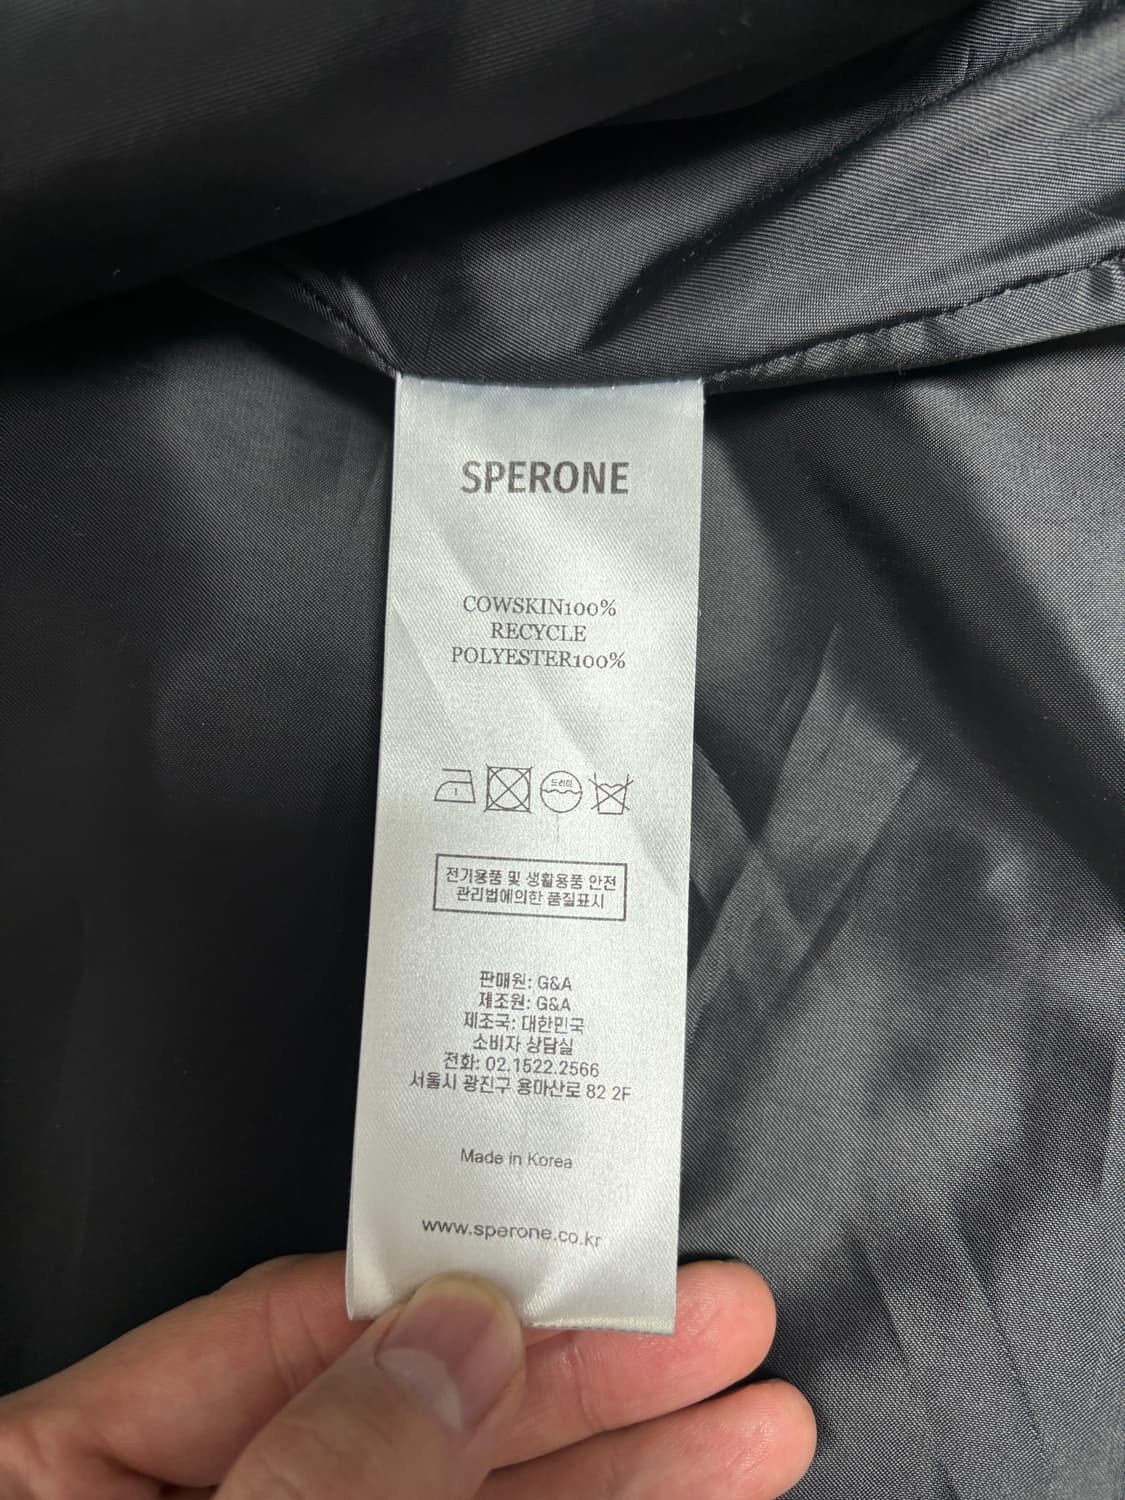 SPERONE
COWSKIN100%
RECYCLE
POLYESTER100%
드라이
전기용품 및 생활용품 안전
관리법에의한 품질표시
판매원: G&A
제조원: G&A
제조국: 대한민국
소비자 상담실
전화: 02.1522.2566
서울시 광진구 용마산로 82 2F
Made in Korea
www.sperone.co.kr